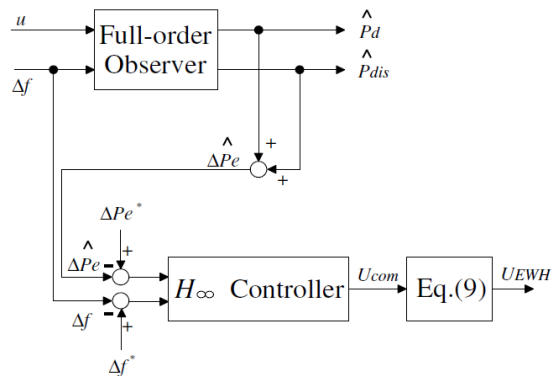 u
Δf
Full-order
Observer
^
Pd
^
Pdis
+
+
^
ΔPe
ΔPe*
+
-
^
ΔPe
Δf
-
+
Δf*
H∞ Controller
Ucom
Eq.(9)
UEWH